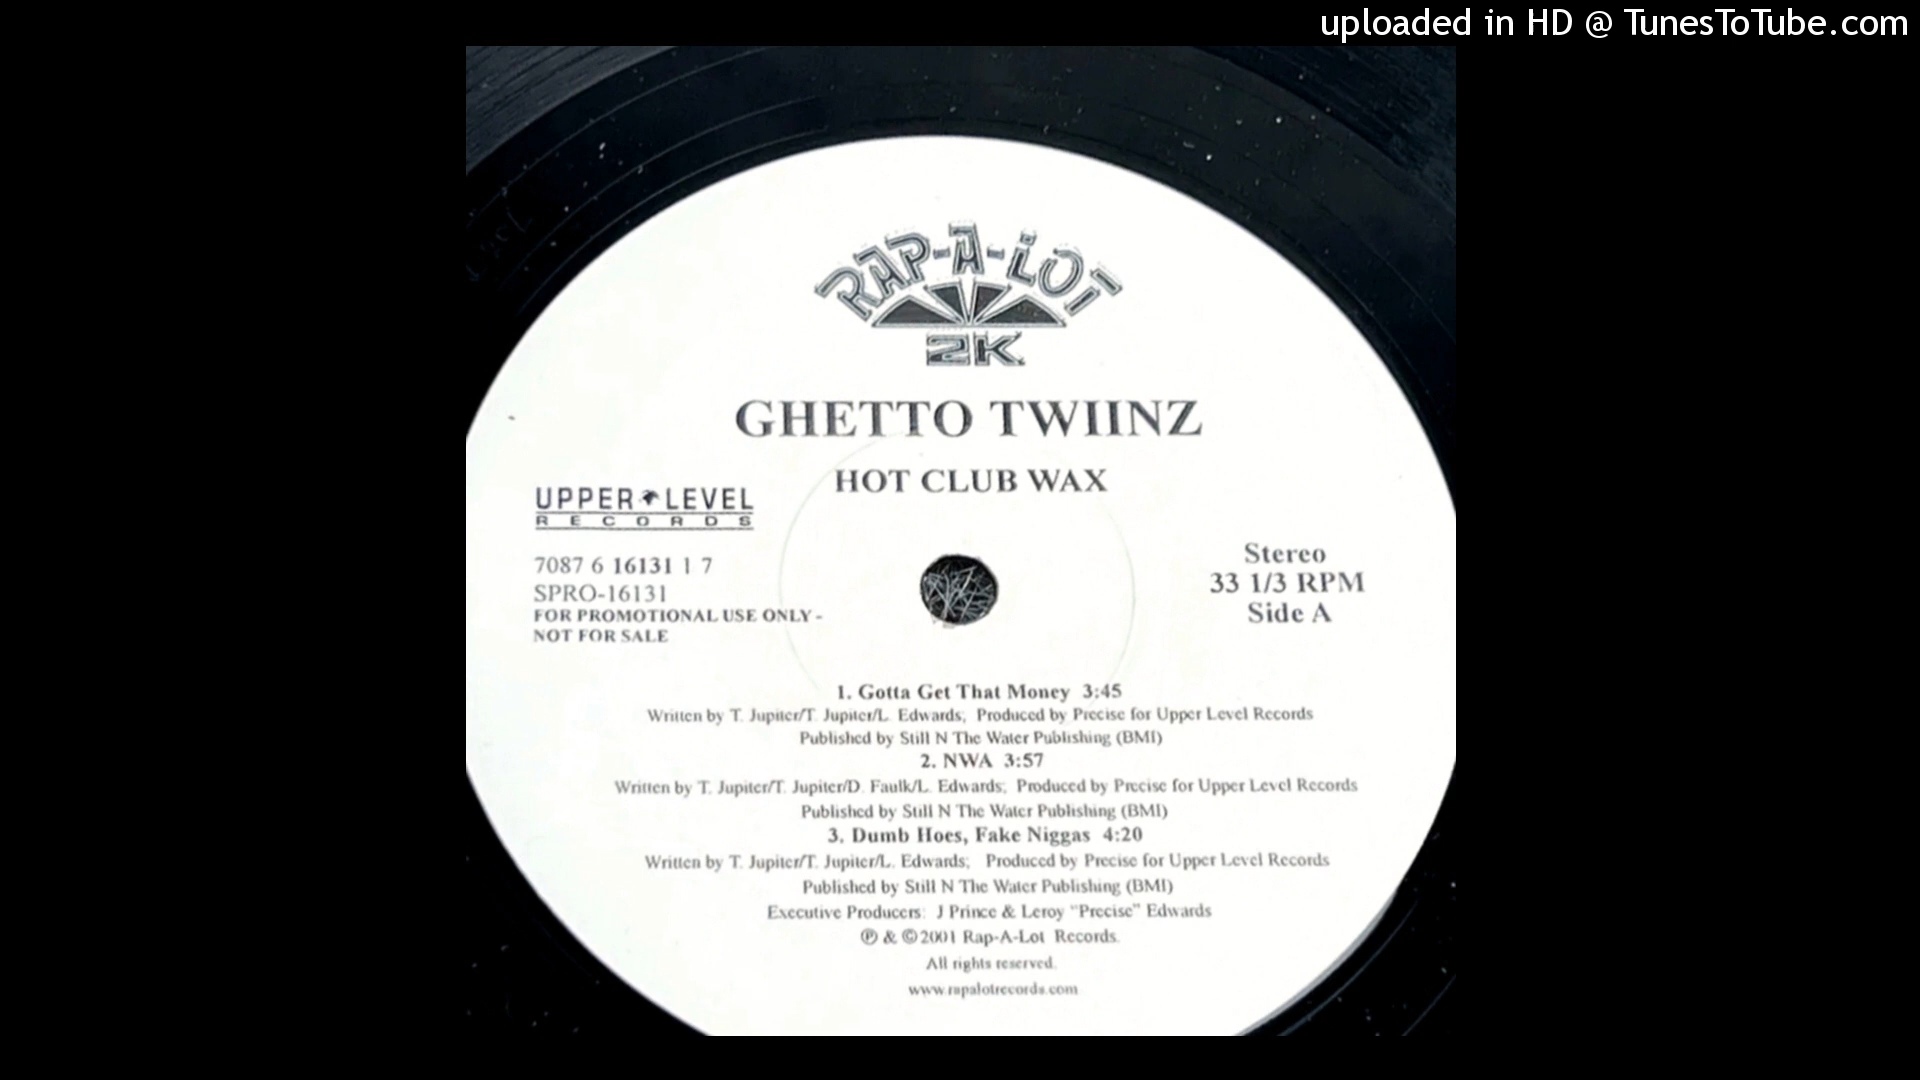 uploaded in HD @ TunesToTube.com
RAP-A-LOT
2K
GHETTO TWIINZ
HOT CLUB WAX
UPPER LEVEL
RECORDS
7087 6 16131 1 7
SPRO-16131
FOR PROMOTIONAL USE ONLY -
NOT FOR SALE
Stereo
33 1/3 RPM
Side A
1. Gotta Get That Money 3:45
Written by T. Jupiter/T. Jupiter/L. Edwards; Produced by Precise for Upper Level Records
Published by Still N The Water Publishing (BMI)
2. NWA 3:57
Written by T. Jupiter/T. Jupiter/D. Faulk/L. Edwards; Produced by Precise for Upper Level Records
Published by Still N The Water Publishing (BMI)
3. Dumb Hoes, Fake Niggas 4:20
Written by T. Jupiter/T. Jupiter/L. Edwards; Produced by Precise for Upper Level Records
Published by Still N The Water Publishing (BMI)
Executive Producers: J Prince & Leroy "Precise" Edwards
℗ & © 2001 Rap-A-Lot Records.
All rights reserved.
www.rapalotrecords.com